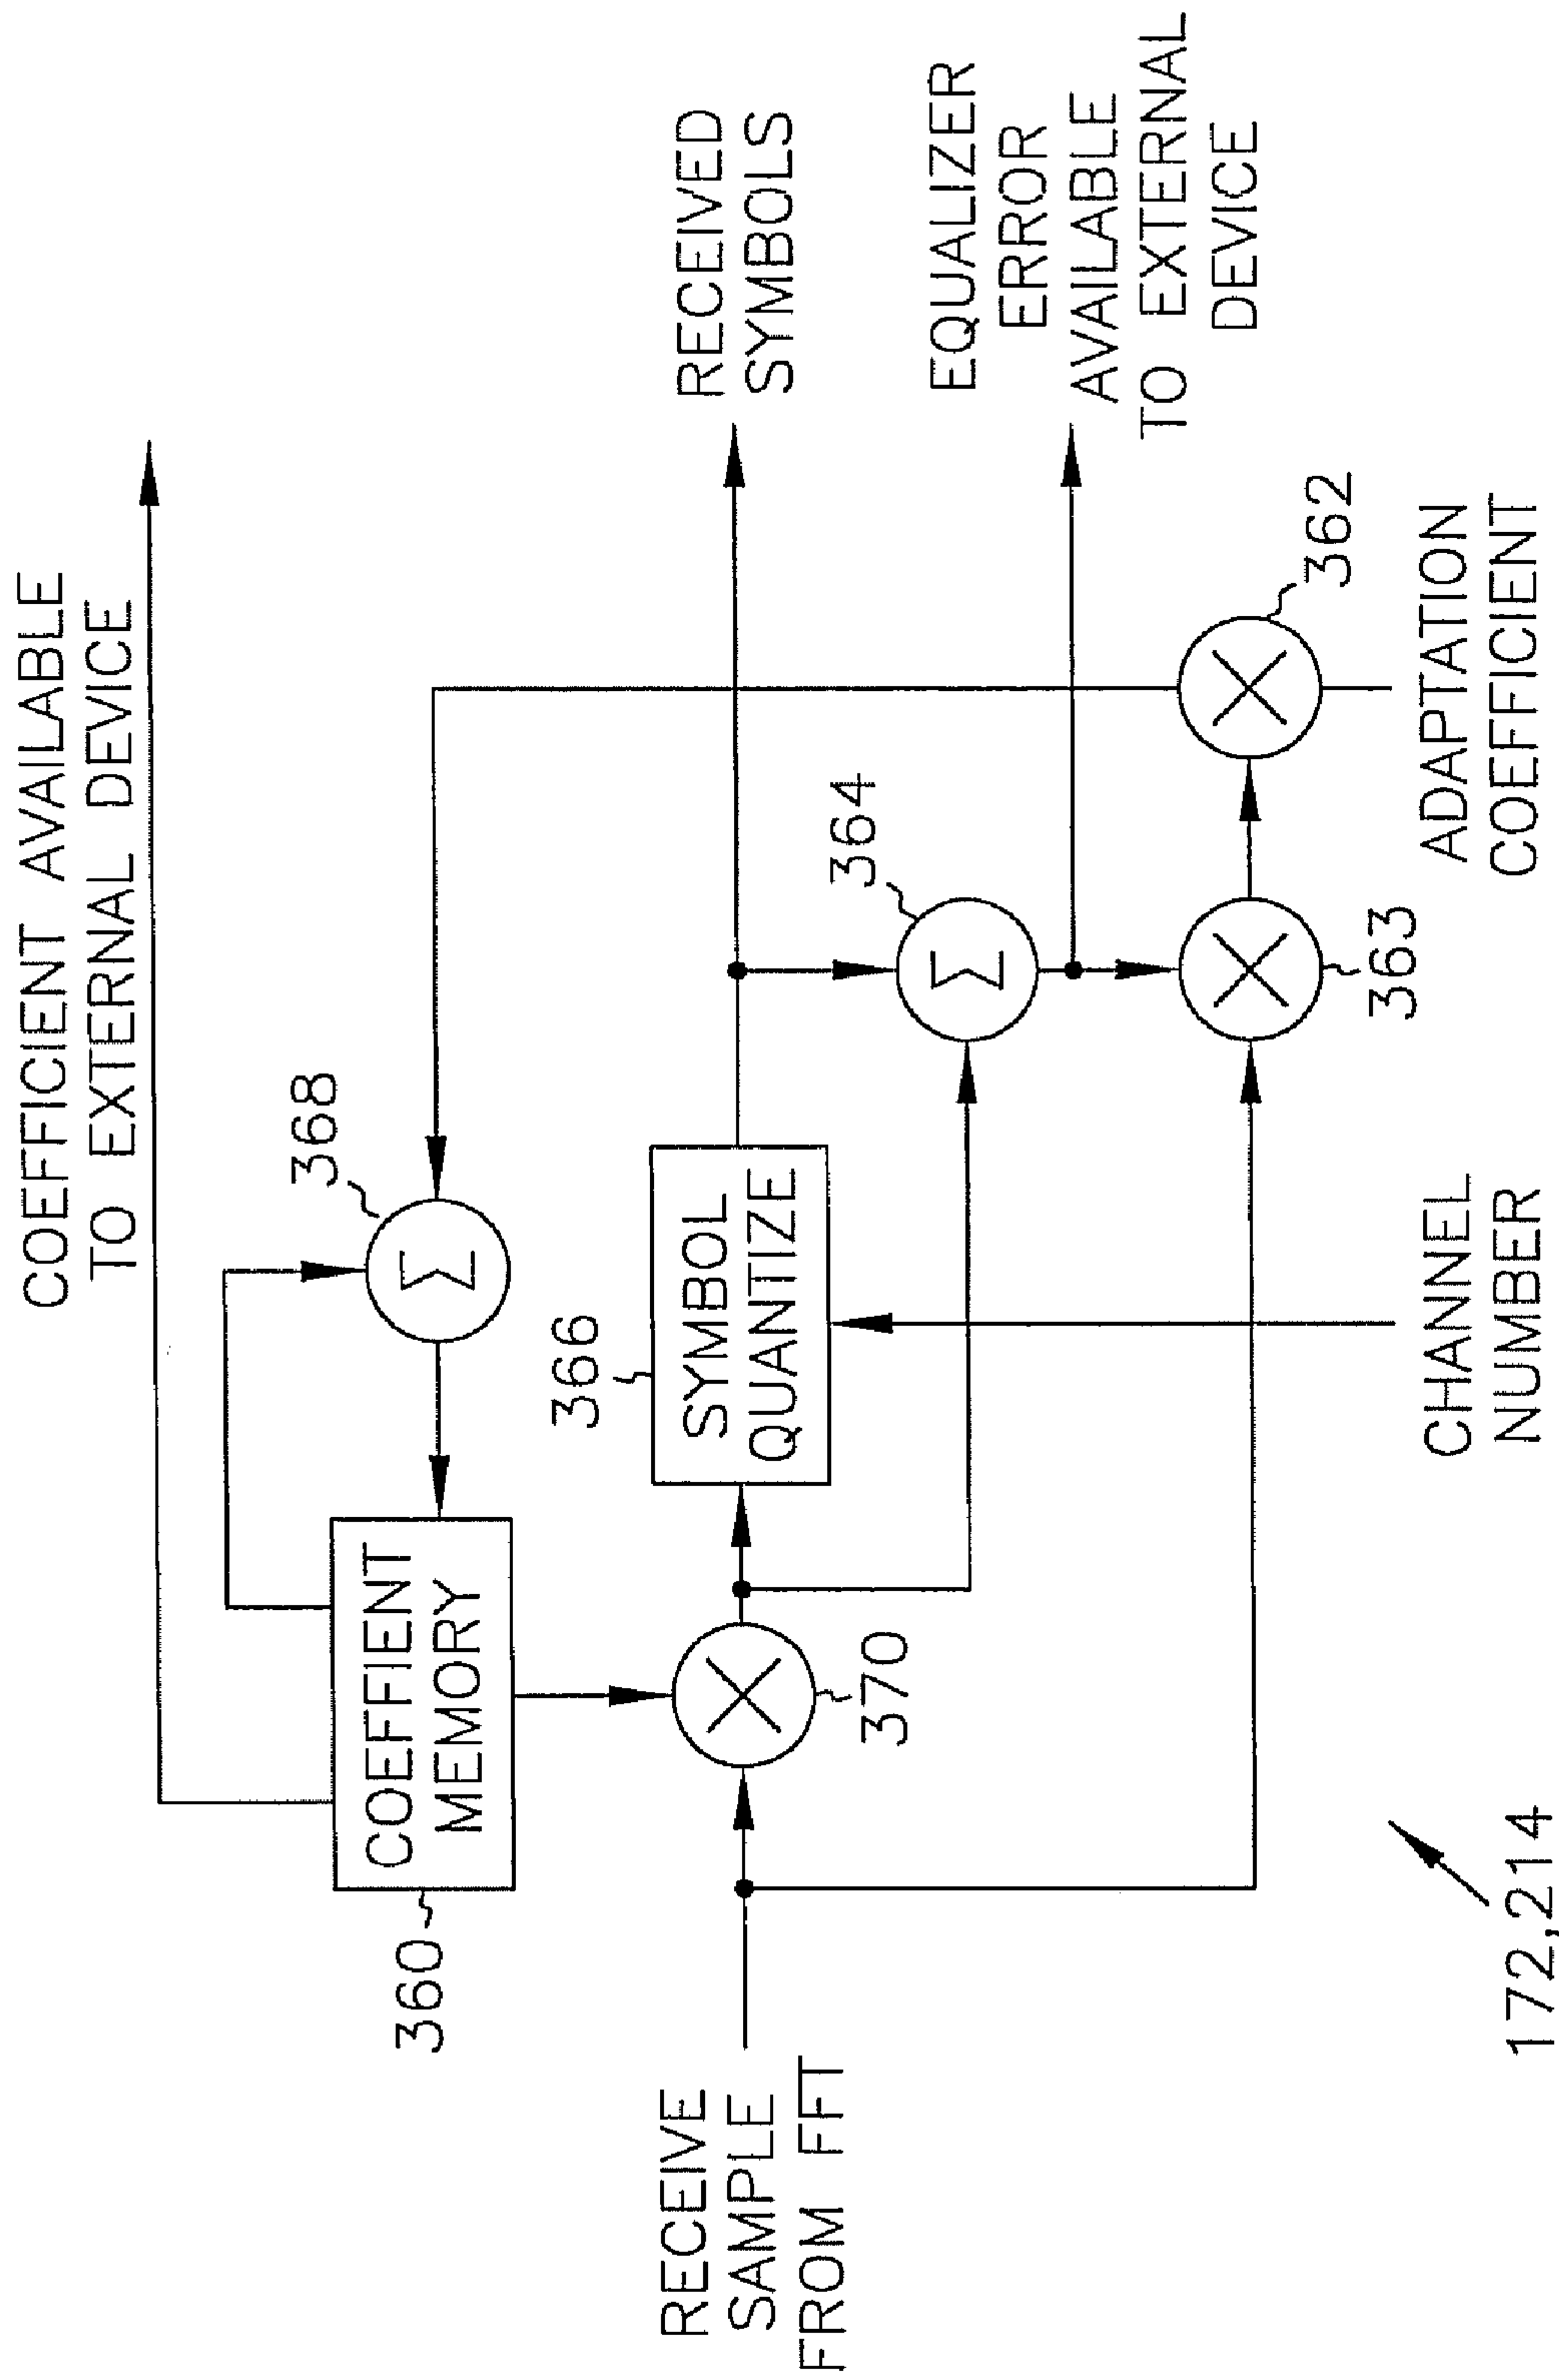 COEFFICIENT AVAILABLE
TO EXTERNAL DEVICE
368
Σ
360
COEFFIENT
MEMORY
366
SYMBOL
QUANTIZE
RECEIVED
SYMBOLS
RECEIVE
SAMPLE
FROM FFT
370
364
Σ
EQUALIZER
ERROR
AVAILABLE
TO EXTERNAL
DEVICE
363
362
CHANNEL
NUMBER
ADAPTATION
COEFFICIENT
172,214